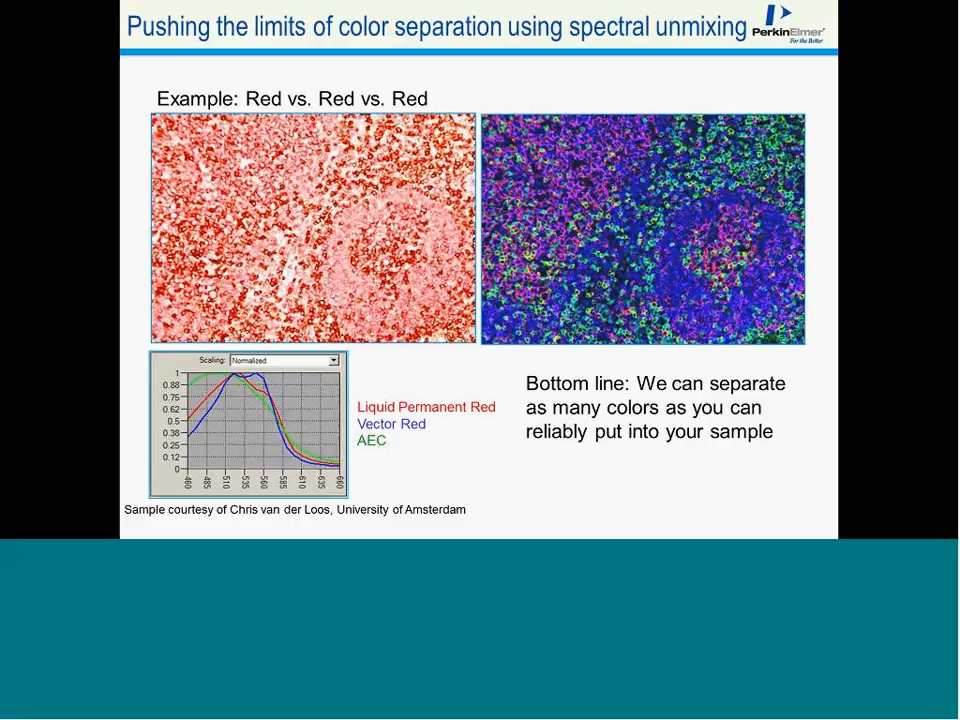 Pushing the limits of color separation using spectral unmixing
PerkinElmer
For the Better
Example: Red vs. Red vs. Red
Scaling: Normalized
1
0.88
0.75
0.62
0.5
0.38
0.25
0.12
0
460 485 510 535 560 585 610 635 660
Liquid Permanent Red
Vector Red
AEC
Bottom line: We can separate
as many colors as you can
reliably put into your sample
Sample courtesy of Chris van der Loos, University of Amsterdam